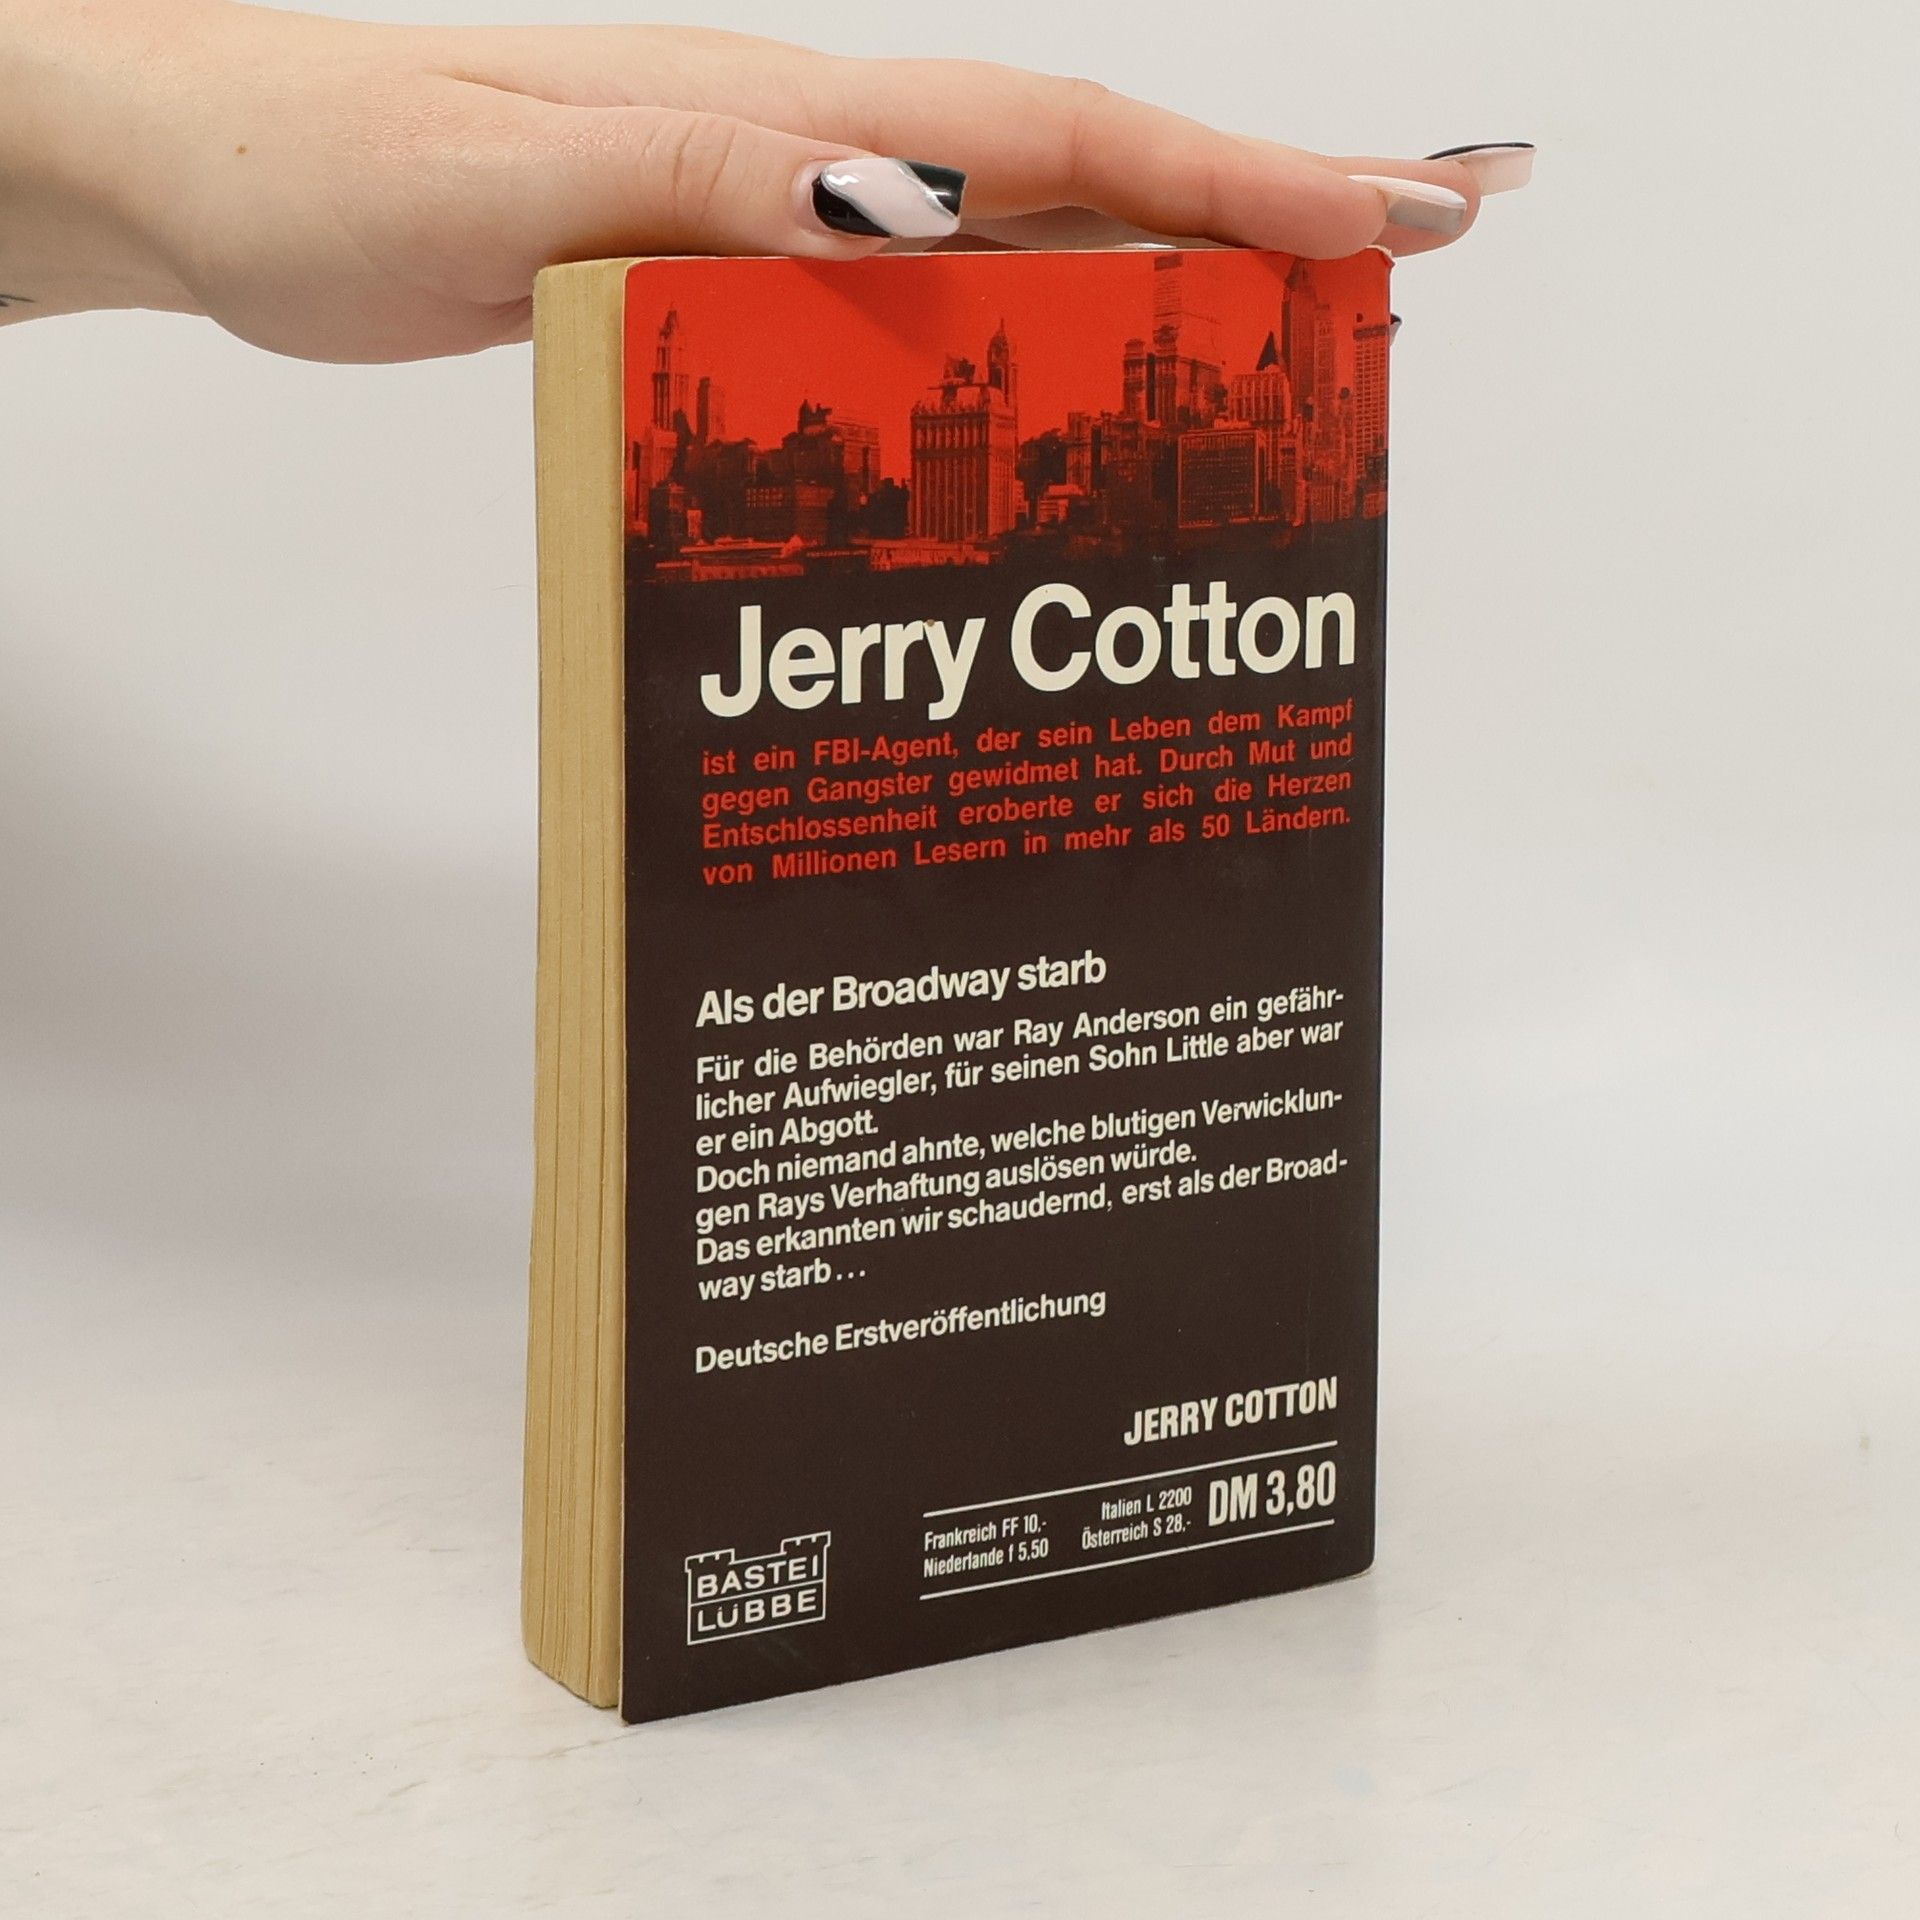 Jerry Cotton
ist ein FBI-Agent, der sein Leben dem Kampf
gegen Gangster gewidmet hat. Durch Mut und
Entschlossenheit eroberte er sich die Herzen
von Millionen Lesern in mehr als 50 Ländern.
Als der Broadway starb
Für die Behörden war Ray Anderson ein gefähr-
licher Aufwiegler, für seinen Sohn Little aber war
er ein Abgott.
Doch niemand ahnte, welche blutigen Verwicklun-
gen Rays Verhaftung auslösen würde.
Das erkannten wir schaudernd, erst als der Broad-
way starb...
Deutsche Erstveröffentlichung
JERRY COTTON
Frankreich FF 10,- Italien L 2200 DM 3,80
Niederlande f 5,50 Österreich S 28,-
BASTEI
LÜBBE